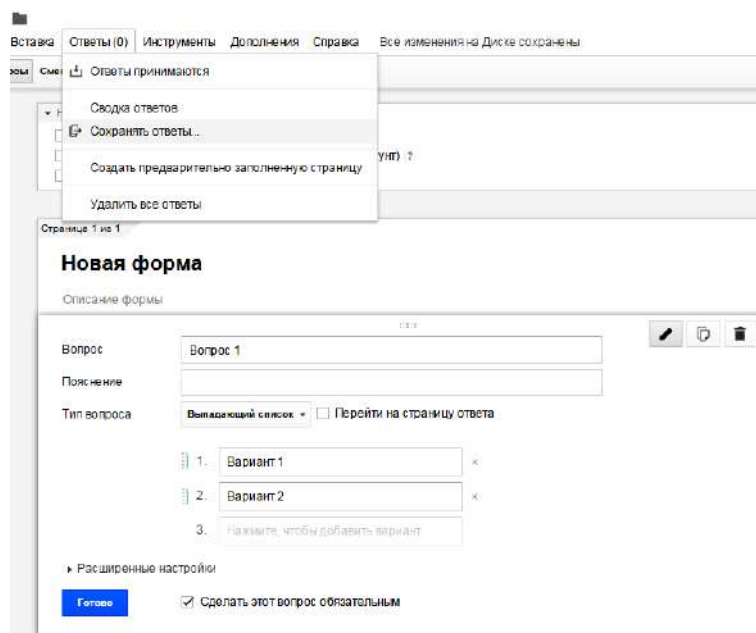 Вставка Ответы (0) Инструменты Дополнения Справка Все изменения на Диске сохранены
Ответы принимаются
Сводка ответов
Сохранять ответы...
унт) ?
Создать предварительно заполненную страницу
Удалить все ответы
Страница 1 из 1
Новая форма
Описание формы
Вопрос Вопрос 1
Пояснение
Тип вопроса Выпадающий список Перейти на страницу ответа
1. Вариант 1
2. Вариант 2
3. Нажмите, чтобы добавить вариант
Расширенные настройки
Готово Сделать этот вопрос обязательным